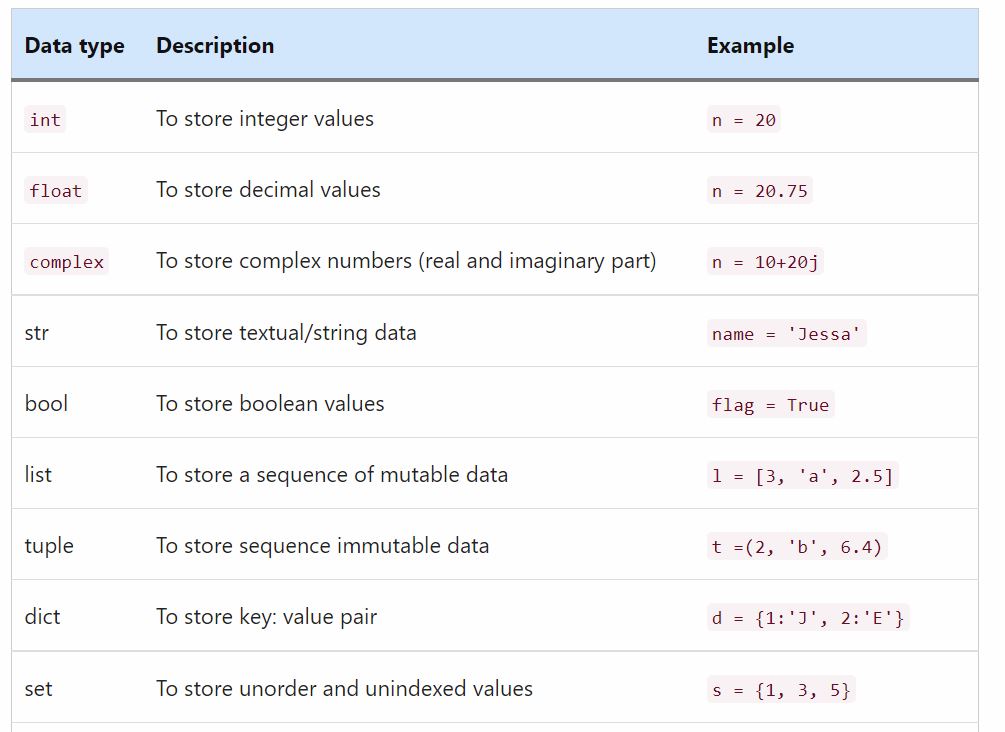 Data type Description Example
int To store integer values n = 20
float To store decimal values n = 20.75
complex To store complex numbers (real and imaginary part) n = 10+20j
str To store textual/string data name = 'Jessa'
bool To store boolean values flag = True
list To store a sequence of mutable data l = [3, 'a', 2.5]
tuple To store sequence immutable data t =(2, 'b', 6.4)
dict To store key: value pair d = {1:'J', 2:'E'}
set To store unorder and unindexed values s = {1, 3, 5}